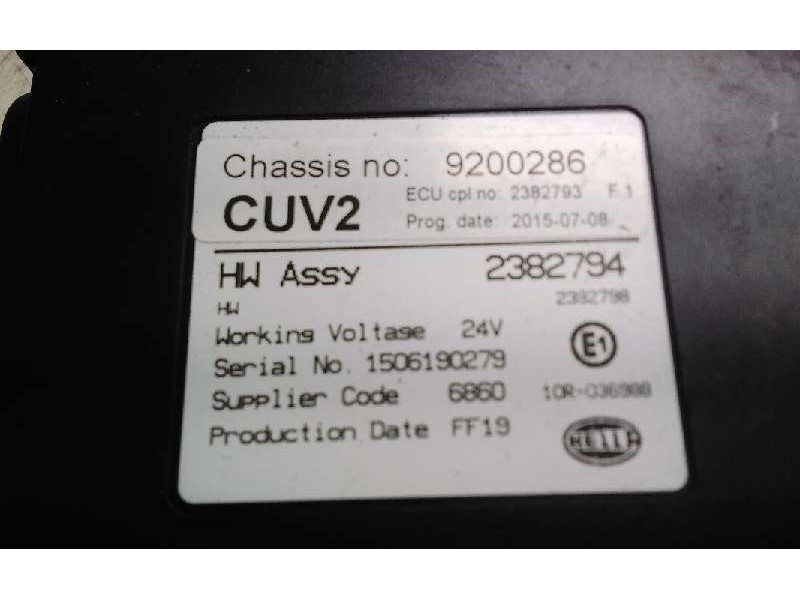 Chassis no: 9200286
ECU cpl no: 2382793 F.1
CUV2
Prog. date: 2015-07-08
HW Assy 2382794
HW 2382798
Working Voltage 24V
E1
Serial No. 1506190279
Supplier Code 6860 10R-036988
Production Date FF19
HELLA